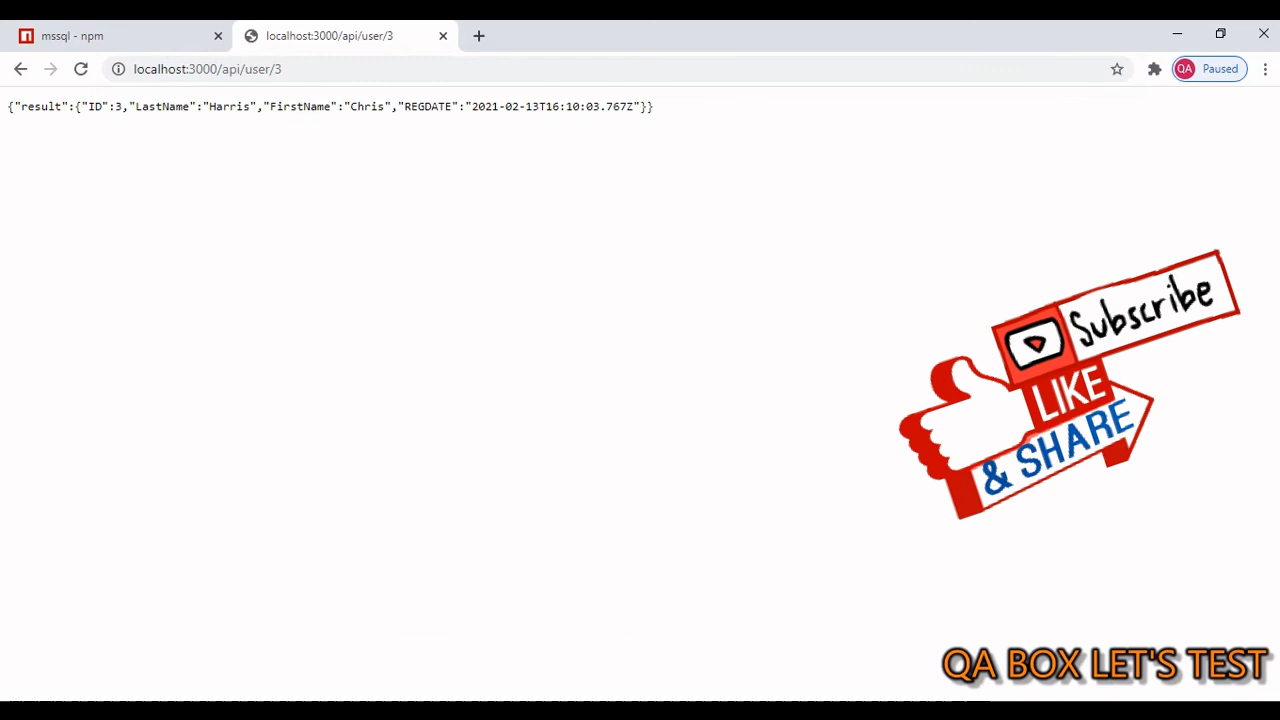 mssql - npm
localhost:3000/api/user/3
localhost:3000/api/user/3
QA
Paused
{"result":{"ID":3,"LastName":"Harris","FirstName":"Chris","REGDATE":"2021-02-13T16:10:03.767Z"}}
Subscribe
LIKE
& SHARE
QA BOX LET'S TEST